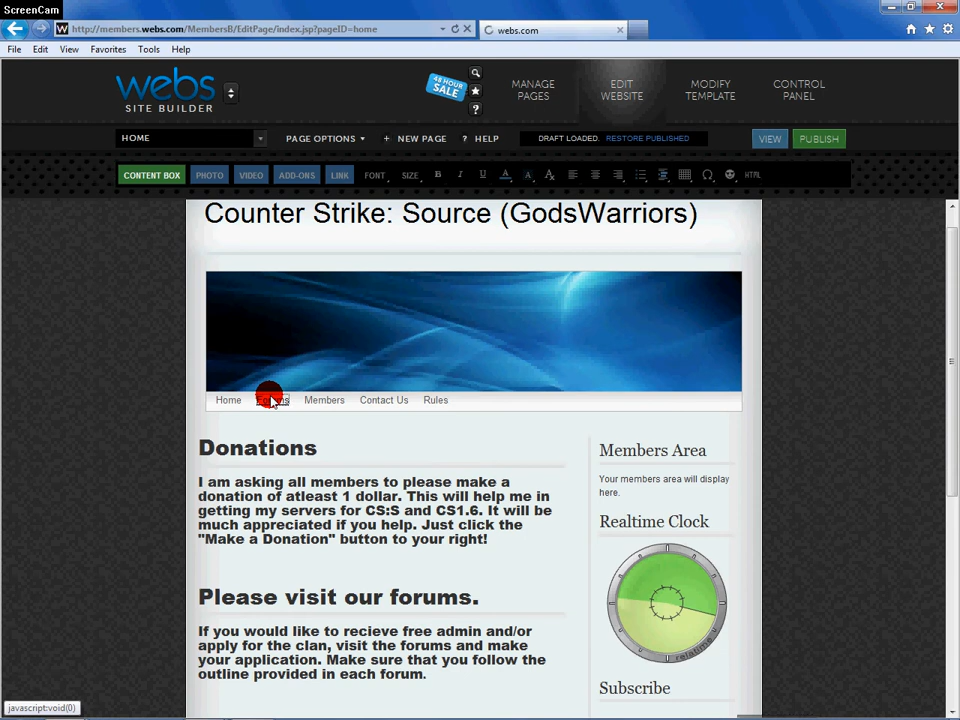 ScreenCam
http://members.webs.com/MembersB/EditPage/index.jsp?pageID=home
webs.com
File Edit View Favorites Tools Help
webs
SITE BUILDER
48 HOUR
SALE
?
MANAGE
PAGES
EDIT
WEBSITE
MODIFY
TEMPLATE
CONTROL
PANEL
HOME
PAGE OPTIONS
+ NEW PAGE
? HELP
DRAFT LOADED. RESTORE PUBLISHED
VIEW
PUBLISH
CONTENT BOX PHOTO VIDEO ADD-ONS LINK FONT SIZE B I U A A HTML
Counter Strike: Source (GodsWarriors)
Home Forums Members Contact Us Rules
Donations
I am asking all members to please make a
donation of atleast 1 dollar. This will help me in
getting my servers for CS:S and CS1.6. It will be
much appreciated if you help. Just click the
"Make a Donation" button to your right!
Please visit our forums.
If you would like to recieve free admin and/or
apply for the clan, visit the forums and make
your application. Make sure that you follow the
outline provided in each forum.
Members Area
Your members area will display
here.
Realtime Clock
relatime
Subscribe
javascript:void(0)